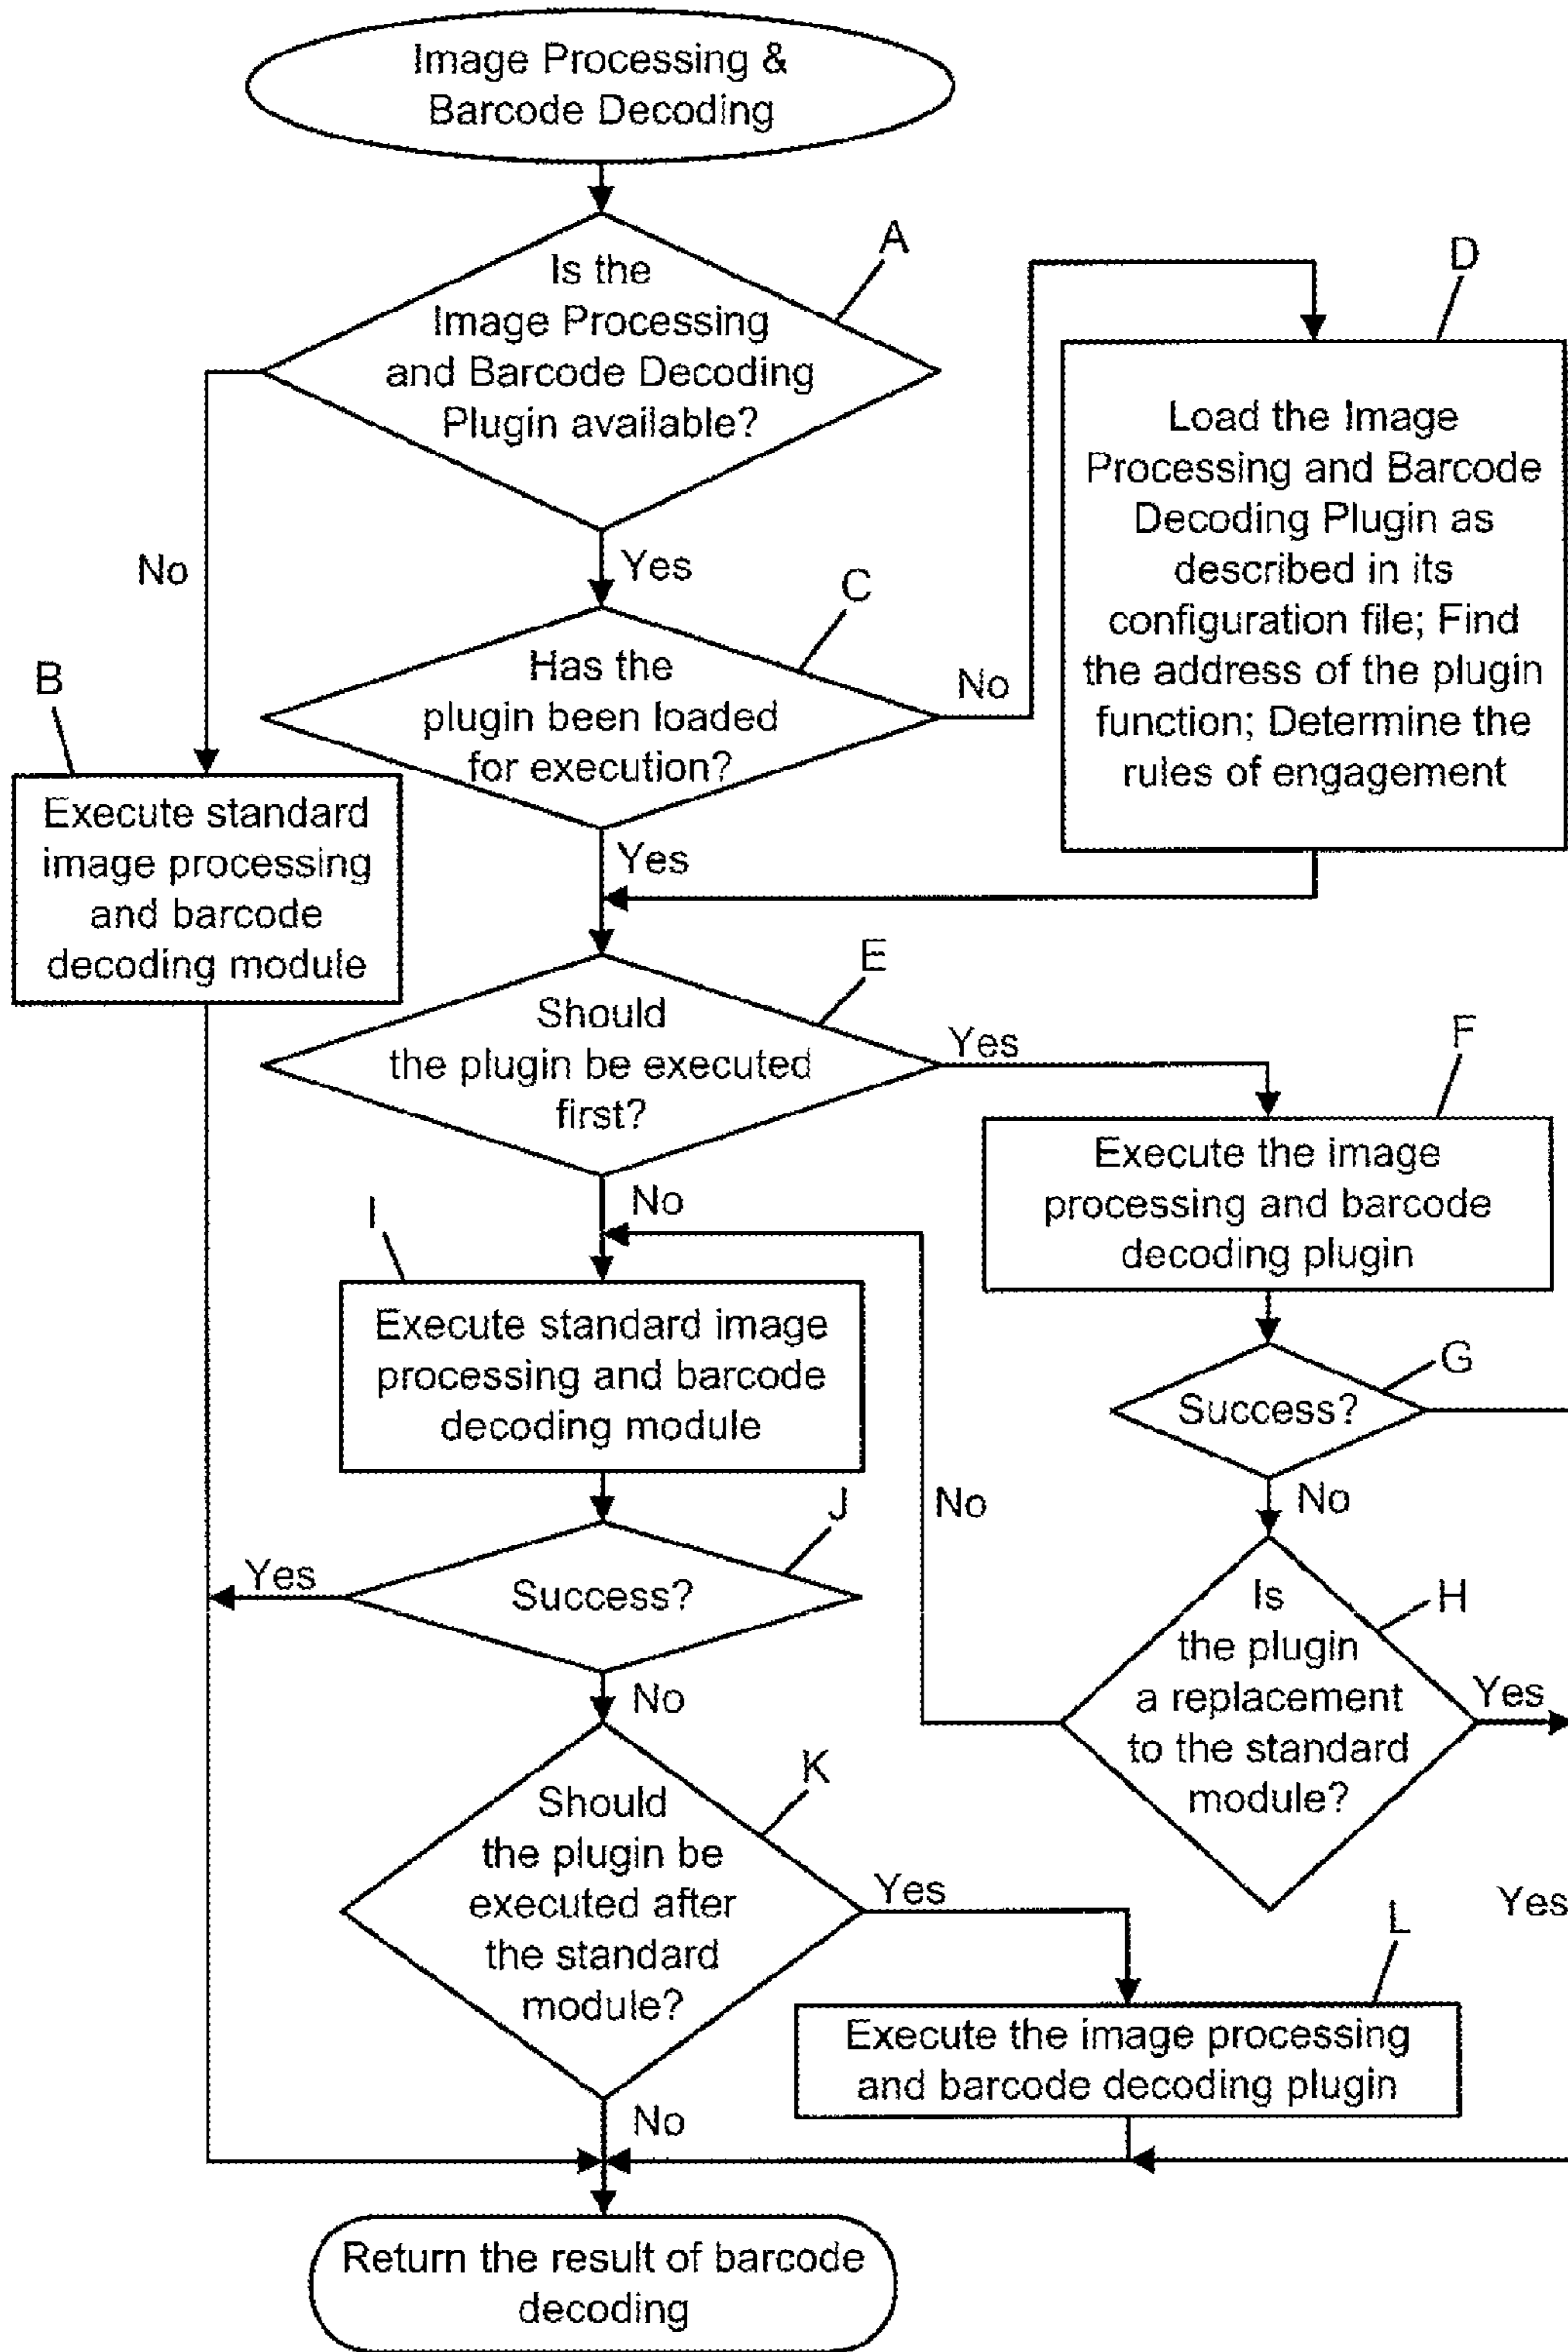 Image Processing &
Barcode Decoding
A
Is the
Image Processing
and Barcode Decoding
Plugin available?
No
Yes
D
Load the Image
Processing and Barcode
Decoding Plugin as
described in its
configuration file; Find
the address of the plugin
function; Determine the
rules of engagement
B
Execute standard
image processing
and barcode
decoding module
C
Has the
plugin been loaded
for execution?
No
Yes
E
Should
the plugin be executed
first?
Yes
No
F
Execute the image
processing and barcode
decoding plugin
G
Success?
No
Yes
H
Is
the plugin
a replacement
to the standard
module?
No
Yes
I
Execute standard image
processing and barcode
decoding module
J
Success?
Yes
No
K
Should
the plugin be
executed after
the standard
module?
Yes
No
L
Execute the image processing
and barcode decoding plugin
Return the result of barcode
decoding